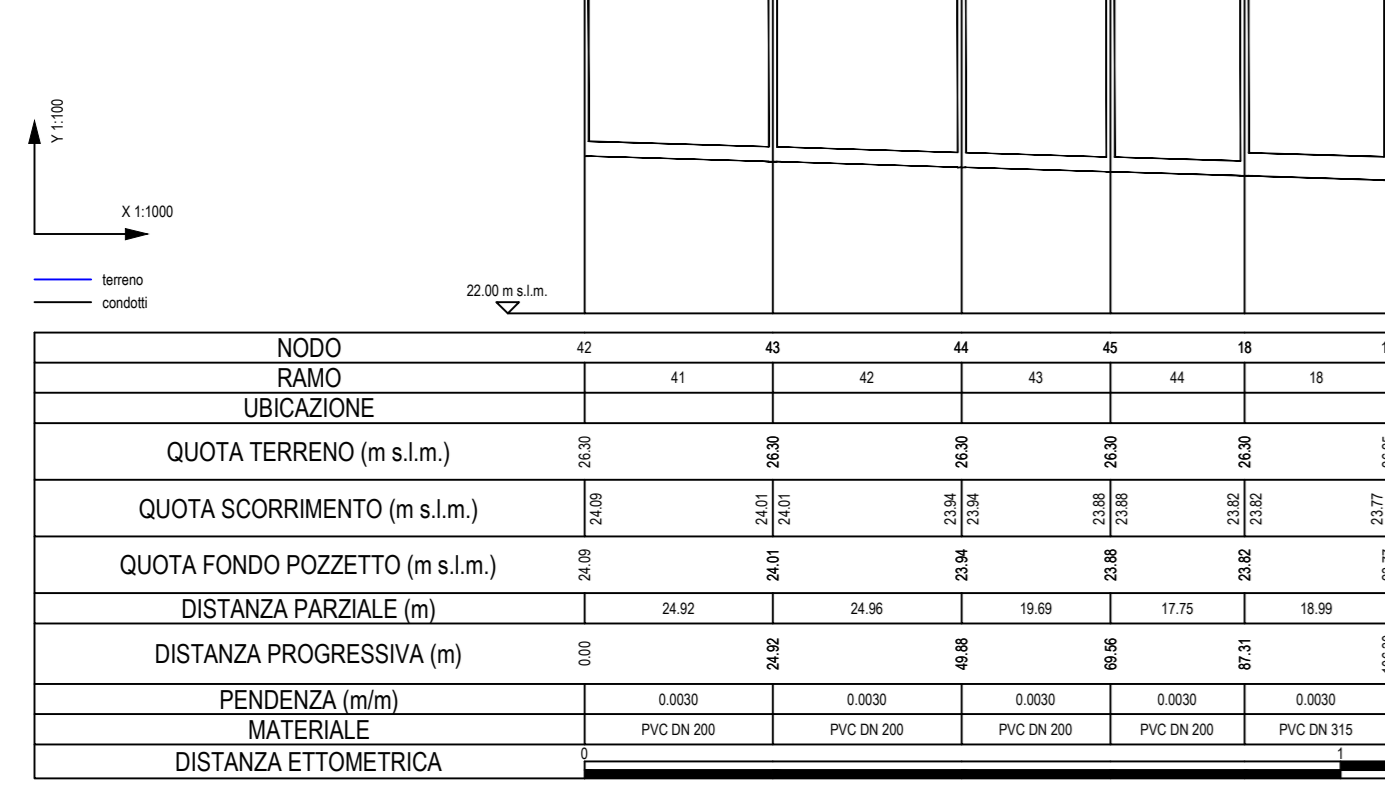 Y 1:100
X 1:1000
terreno
condotti
22.00 m s.l.m.
NODO 42 43 44 45 18
RAMO 41 42 43 44 18
UBICAZIONE
QUOTA TERRENO (m s.l.m.) 26.30 26.30 26.30 26.30 26.30
QUOTA SCORRIMENTO (m s.l.m.) 24.09 24.01 24.01 23.94 23.94 23.88 23.88 23.82 23.82 23.77
QUOTA FONDO POZZETTO (m s.l.m.) 24.09 24.01 23.94 23.88 23.82
DISTANZA PARZIALE (m) 24.92 24.96 19.69 17.75 18.99
DISTANZA PROGRESSIVA (m) 0.00 24.92 49.88 69.56 87.31
PENDENZA (m/m) 0.0030 0.0030 0.0030 0.0030 0.0030
MATERIALE PVC DN 200 PVC DN 200 PVC DN 200 PVC DN 200 PVC DN 315
DISTANZA ETTOMETRICA 0 1